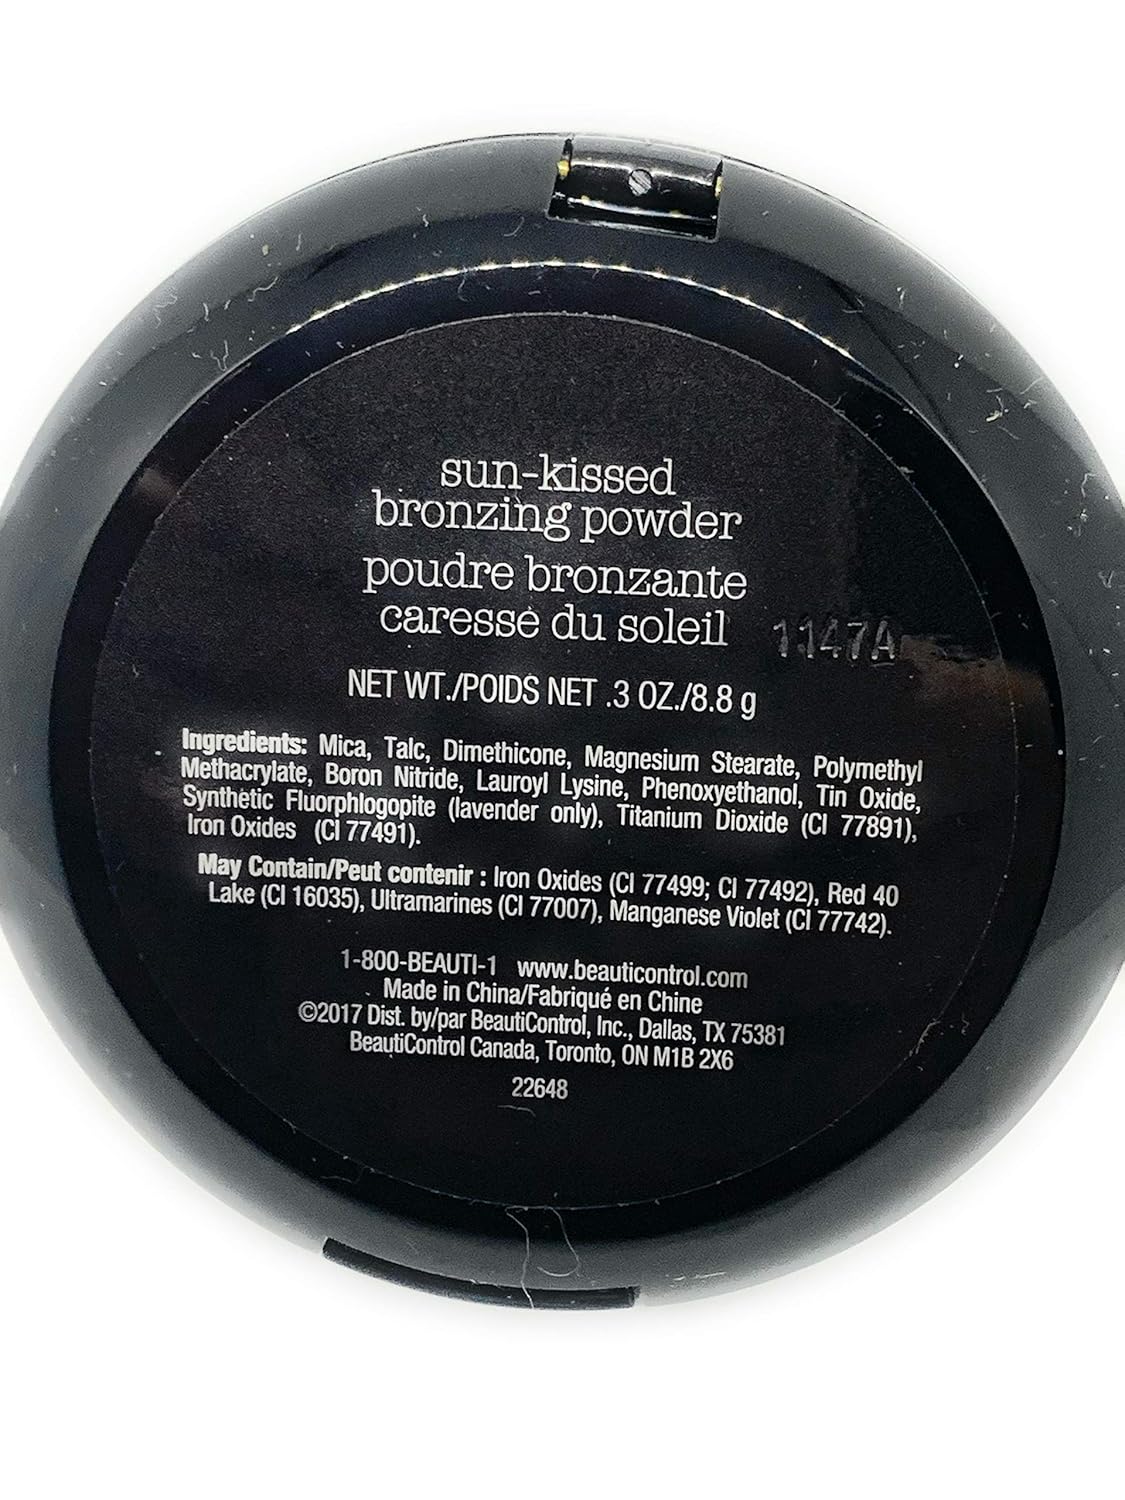 sun-kissed
bronzing powder
poudre bronzante
caresse du soleil
1147A
NET WT./POIDS NET .3 OZ./8.8 g
Ingredients: Mica, Talc, Dimethicone, Magnesium Stearate, Polymethyl
Methacrylate, Boron Nitride, Lauroyl Lysine, Phenoxyethanol, Tin Oxide,
Synthetic Fluorphlogopite (lavender only), Titanium Dioxide (CI 77891),
Iron Oxides (CI 77491).
May Contain/Peut contenir : Iron Oxides (CI 77499; CI 77492), Red 40
Lake (CI 16035), Ultramarines (CI 77007), Manganese Violet (CI 77742).
1-800-BEAUTI-1 www.beauticontrol.com
Made in China/Fabriqué en Chine
©2017 Dist. by/par BeautiControl, Inc., Dallas, TX 75381
BeautiControl Canada, Toronto, ON M1B 2X6
22648